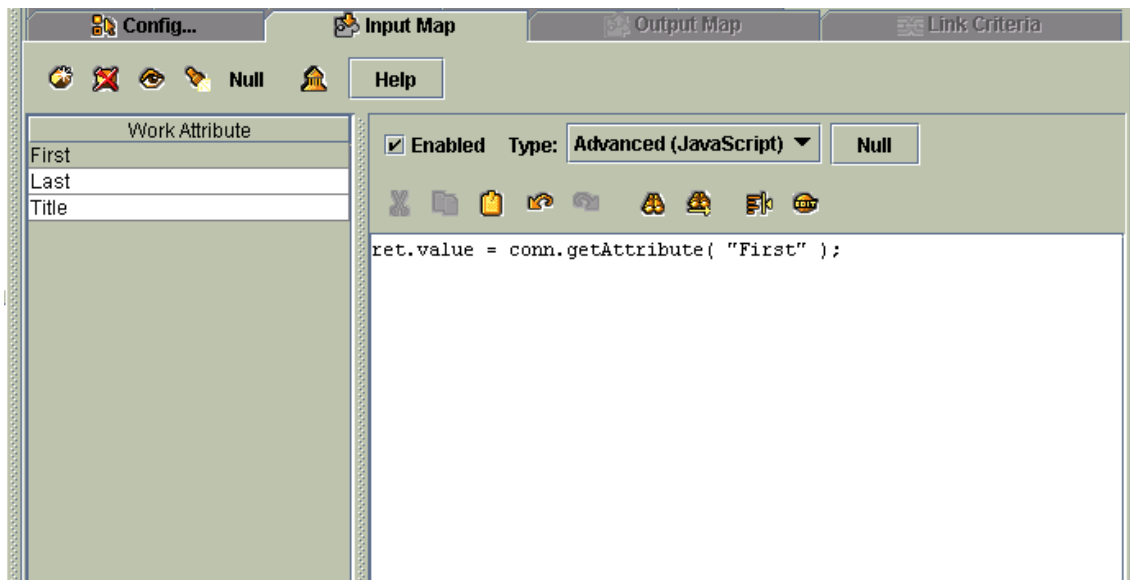 Config... Input Map Output Map Link Criteria
Null Help
Work Attribute
First
Last
Title
Enabled Type: Advanced (JavaScript) Null
ret.value = conn.getAttribute( "First" );